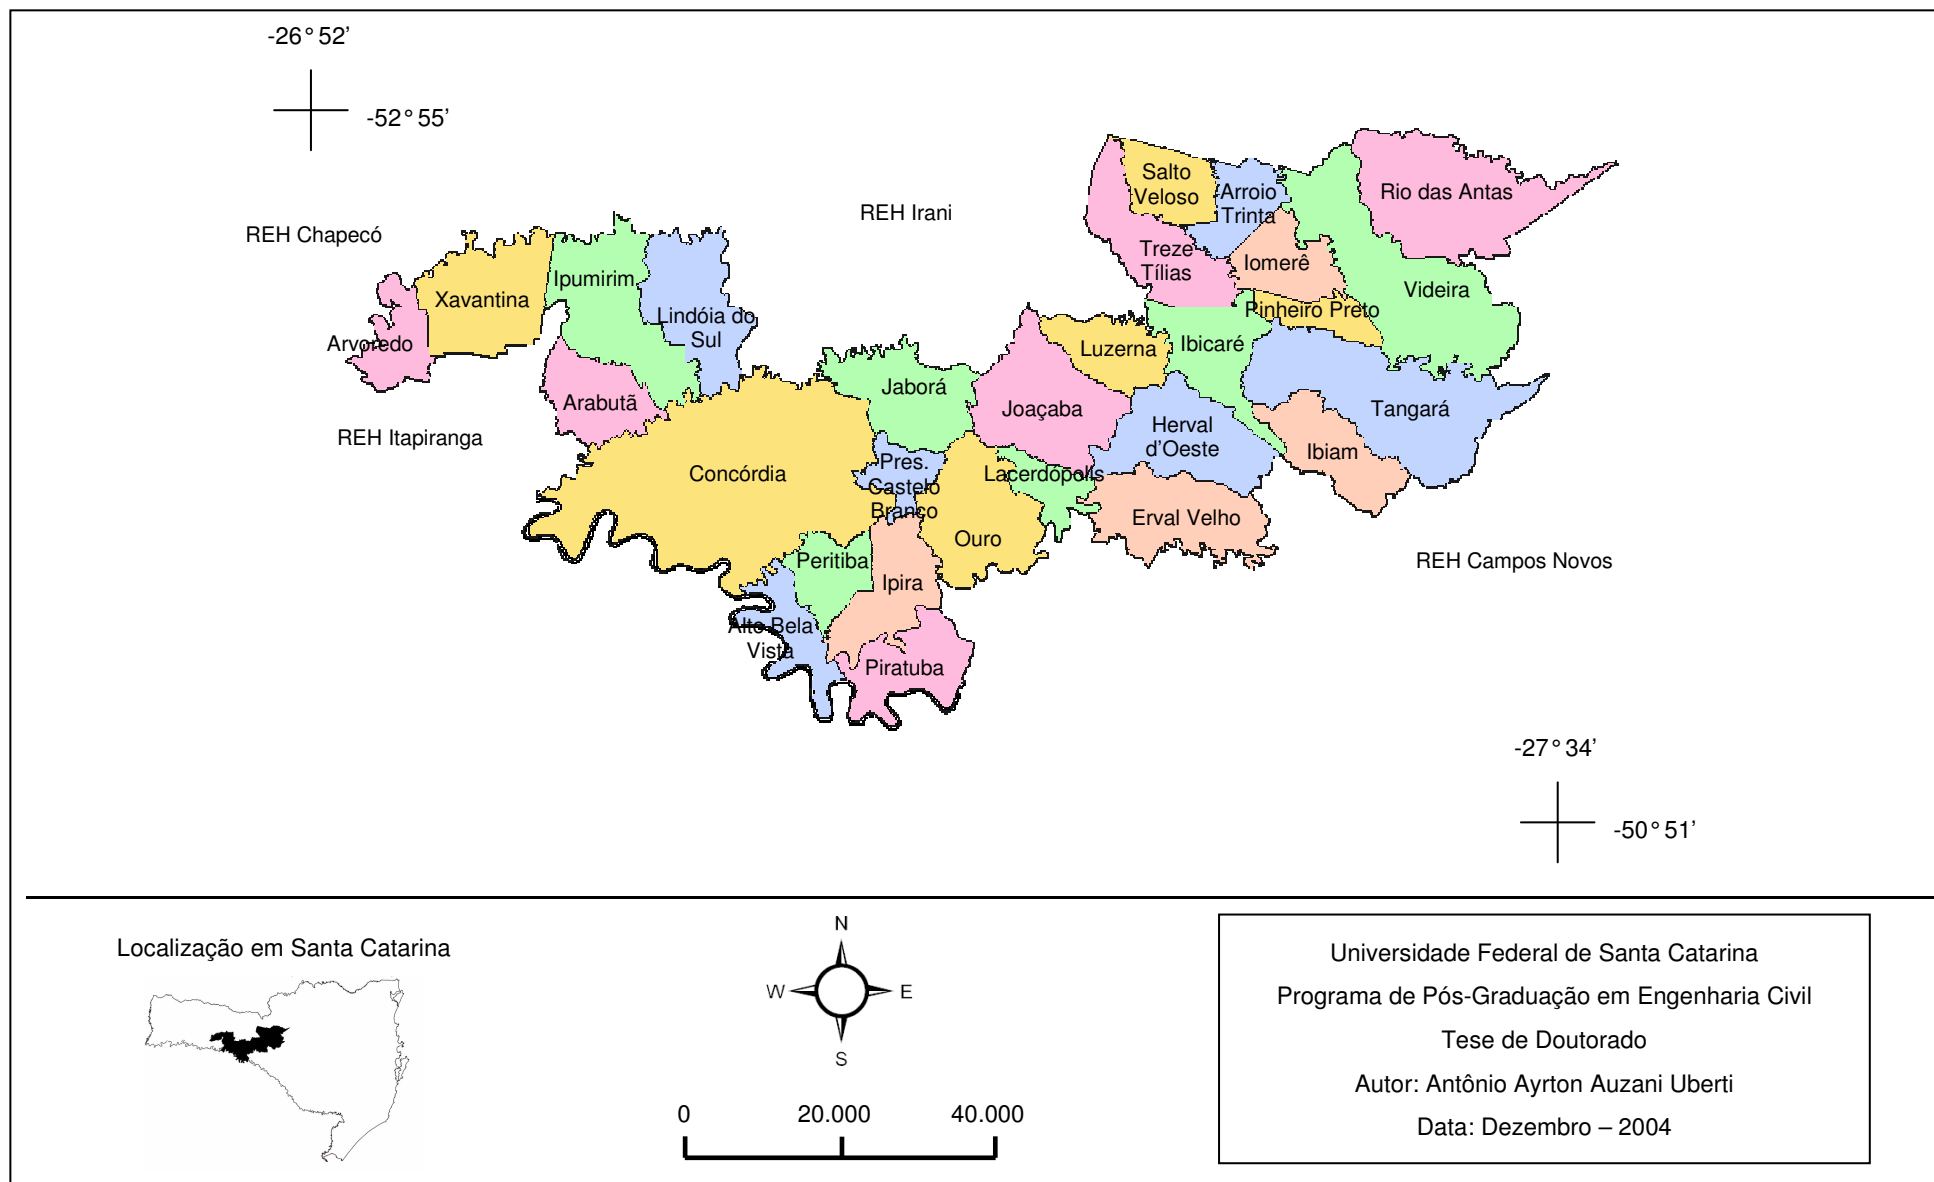 -26°52’
-52°55’
REH Irani
REH Chapecó
Salto
Veloso
Arroio
Trinta
Rio das Antas
Treze
Tílias
Iomerê
Videira
Pinheiro Preto
Xavantina
Ipumirim
Lindóia do
Sul
Arvoredo
Luzerna
Ibicaré
Jaborá
Joaçaba
Arabutã
Tangará
REH Itapiranga
Herval
d’Oeste
Ibiam
Concórdia
Pres.
Castelo
Branco
Lacerdópolis
Erval Velho
Ouro
Peritiba
Ipira
REH Campos Novos
Alto Bela
Vista
Piratuba
-27°34’
-50°51’
Localização em Santa Catarina
N
W
E
S
0
20.000
40.000
Universidade Federal de Santa Catarina
Programa de Pós-Graduação em Engenharia Civil
Tese de Doutorado
Autor: Antônio Ayrton Auzani Uberti
Data: Dezembro – 2004